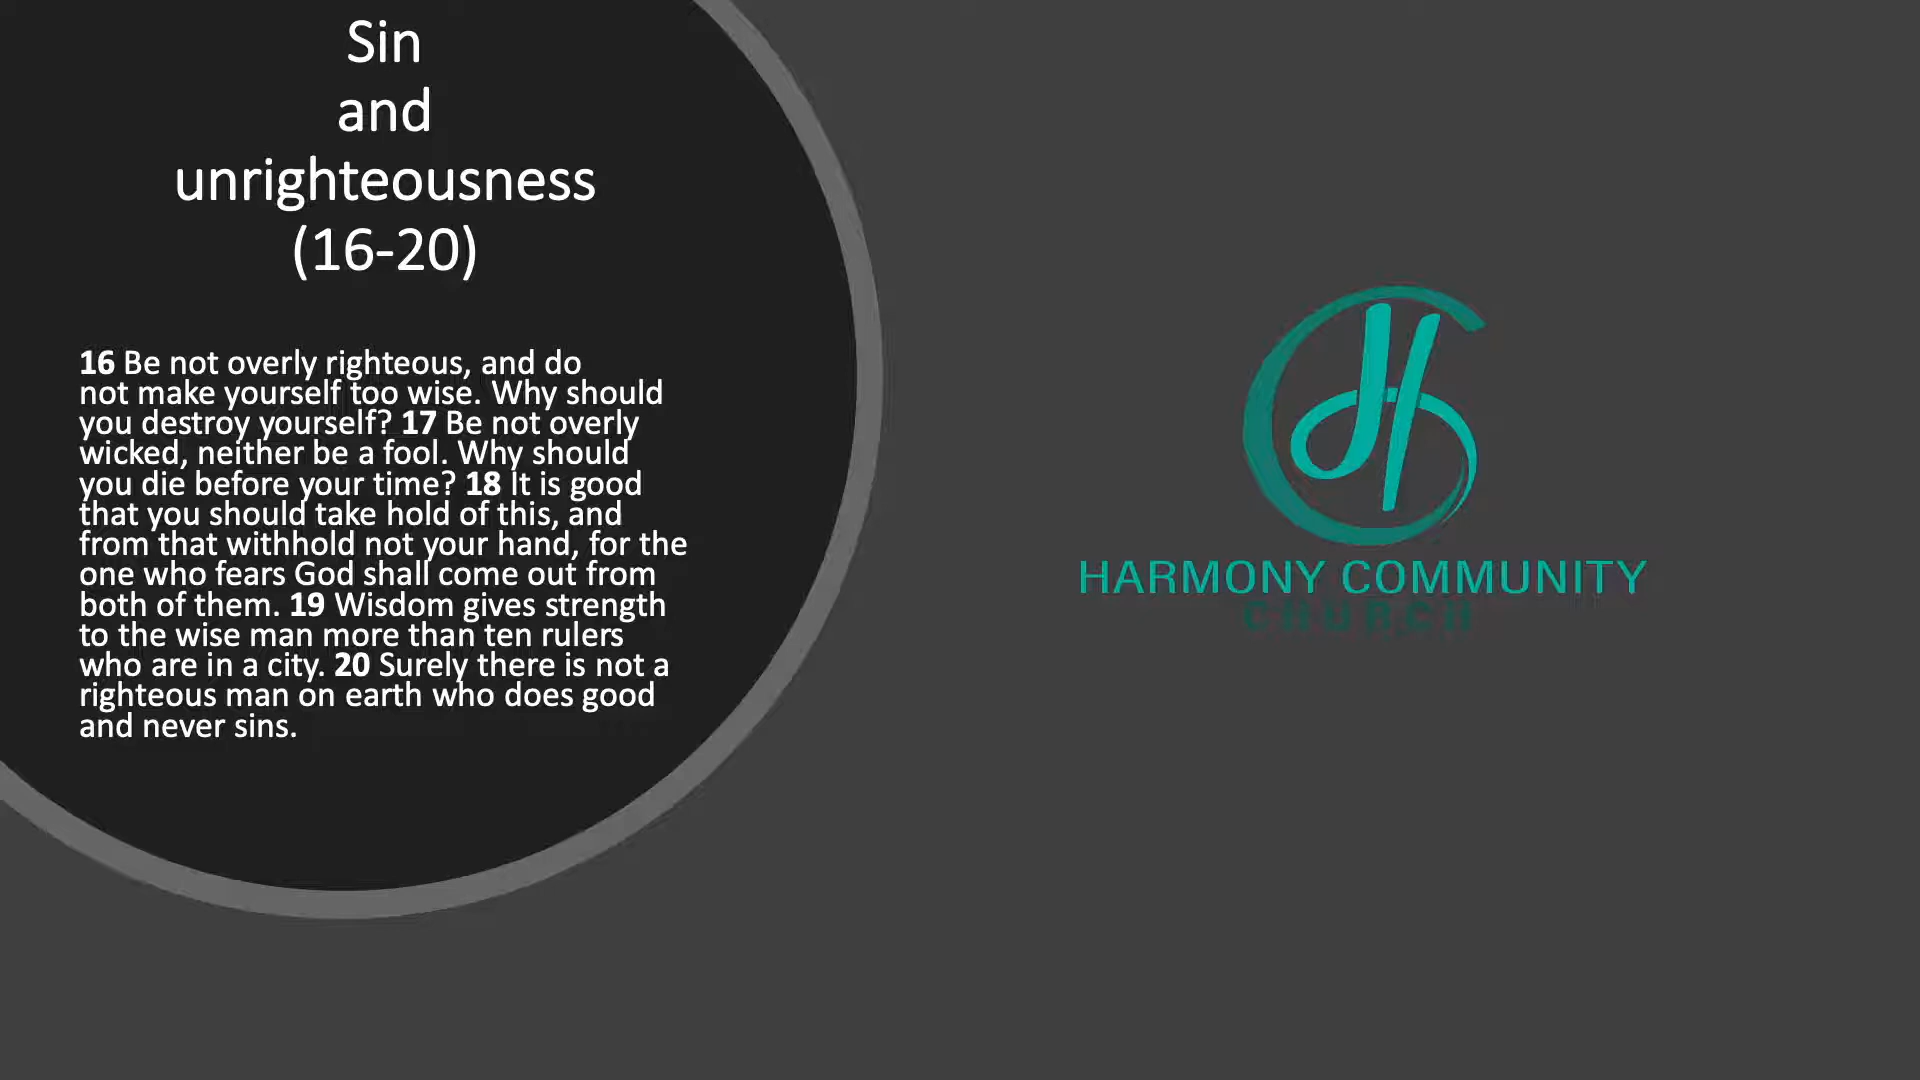 Sin
and
unrighteousness
(16-20)
16 Be not overly righteous, and do
not make yourself too wise. Why should
you destroy yourself? 17 Be not overly
wicked, neither be a fool. Why should
you die before your time? 18 It is good
that you should take hold of this, and
from that withhold not your hand, for the
one who fears God shall come out from
both of them. 19 Wisdom gives strength
to the wise man more than ten rulers
who are in a city. 20 Surely there is not a
righteous man on earth who does good
and never sins.
HARMONY COMMUNITY
CHURCH